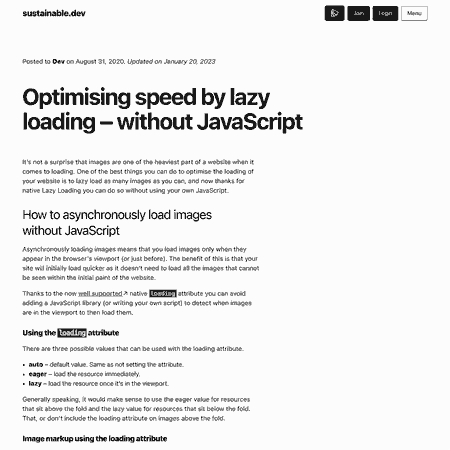 sustainable.dev
Join
Login
Menu
Posted to Dev on August 31, 2020. Updated on January 20, 2023
Optimising speed by lazy
loading – without JavaScript
It's not a surprise that images are one of the heaviest part of a website when it
comes to loading. One of the best things you can do to optimise the loading of
your website is to lazy load as many images as you can, and now thanks for
native Lazy Loading you can do so without using your own JavaScript.
How to asynchronously load images
without JavaScript
Asynchronously loading images means that you load images only when they
appear in the browser's viewport (or just before). The benefit of this is that your
site will initially load quicker as it doesn't need to load all the images that cannot
be seen within the initial paint of the website.
Thanks to the now well supported ↗ native loading attribute you can avoid
adding a JavaScript library (or writing your own script) to detect when images
are in the viewport to then load them.
Using the loading attribute
There are three possible values that can be used with the loading attribute.
• auto – default value. Same as not setting the attribute.
• eager – load the resource immediately.
• lazy – load the resource once it's in the viewport.
Generally speaking, it would make sense to use the eager value for resources
that sit above the fold and the lazy value for resources that sit below the fold.
That, or don't include the loading attribute on images above the fold.
Image markup using the loading attribute